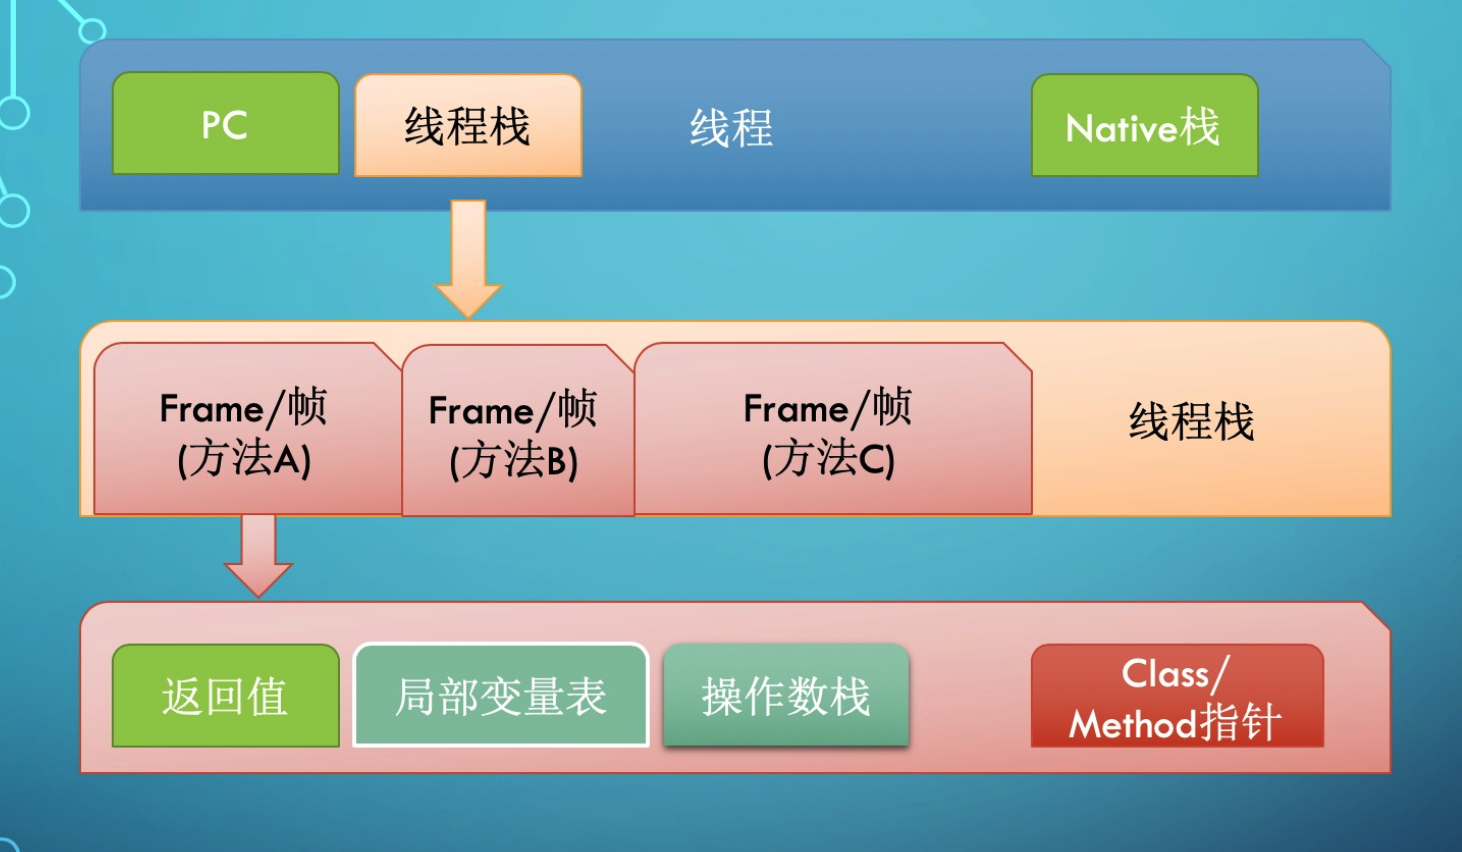 PC
线程栈
线程
Native栈
Frame/帧
(方法A)
Frame/帧
(方法B)
Frame/帧
(方法C)
线程栈
返回值
局部变量表
操作数栈
Class/
Method指针